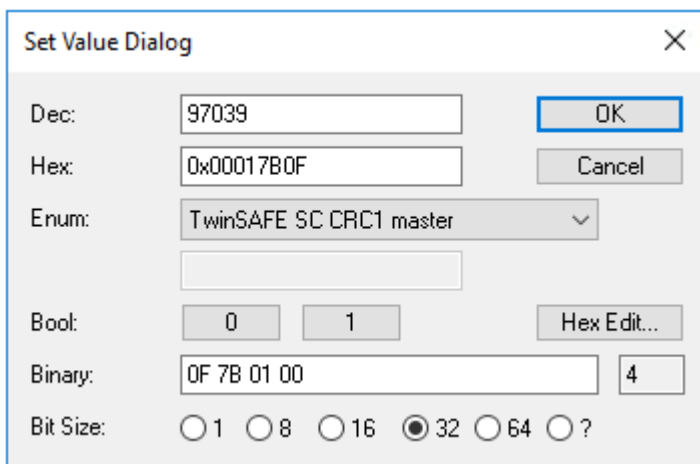 Set Value Dialog
Dec: 97039 OK
Hex: 0x00017B0F Cancel
Enum: TwinSAFE SC CRC1 master
Bool: 0 1 Hex Edit...
Binary: 0F 7B 01 00 4
Bit Size: 1 8 16 32 64 ?